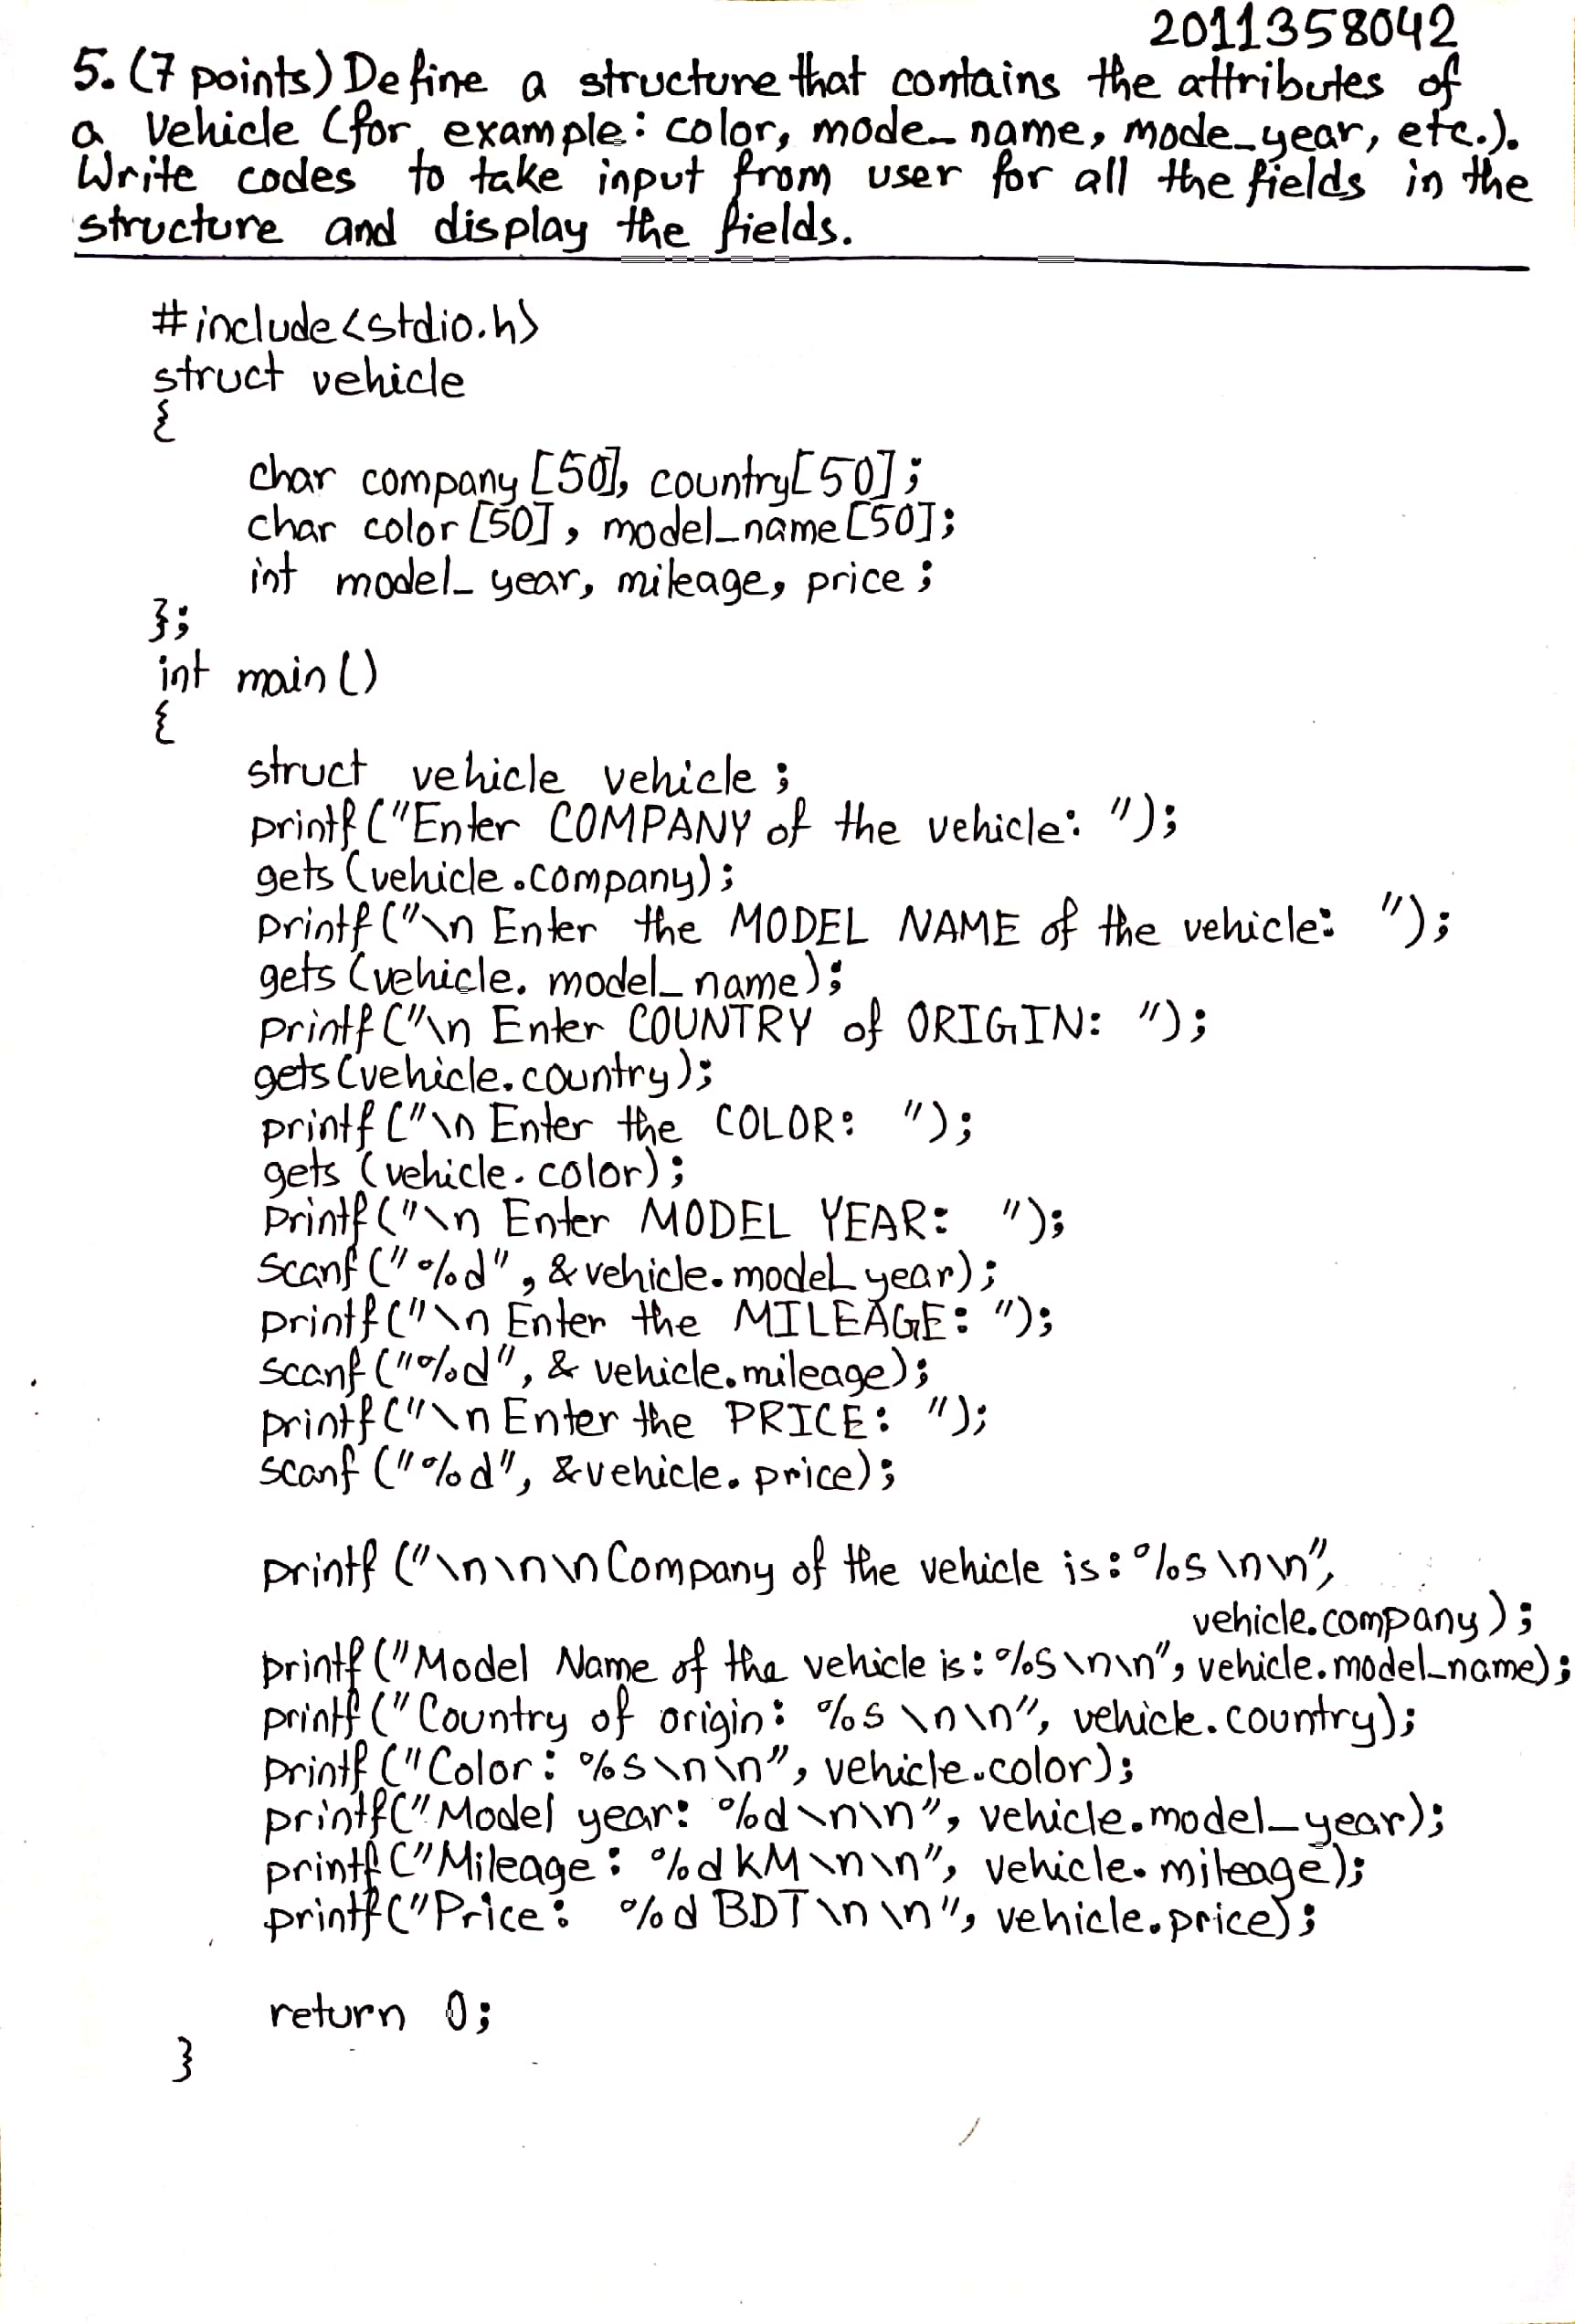 2011358042
5. (7 points) Define a structure that contains the attributes of
a vehicle (for example: color, mode_name, mode_year, etc.).
Write codes to take input from user for all the fields in the
structure and display the fields.
#include<stdio.h>
struct vehicle
{
char company [50], country[50];
char color [50], model_name [50];
int model_year, mileage, price;
};
int main()
{
struct vehicle vehicle;
printf("Enter COMPANY of the vehicle: ");
gets (vehicle.company);
printf("\n Enter the MODEL NAME of the vehicle: ");
gets (vehicle. model_name);
printf("\n Enter COUNTRY of ORIGIN: ");
gets (vehicle.country);
printf("\n Enter the COLOR: ");
gets (vehicle.color);
printf("\n Enter MODEL YEAR: ");
scanf("%d", &vehicle.model_year);
printf("\n Enter the MILEAGE: ");
scanf("%d", & vehicle.mileage);
printf("\n Enter the PRICE: ");
scanf ("%d", &vehicle.price);
printf ("\n\n\n Company of the vehicle is: %s \n\n",
vehicle.company);
printf("Model Name of the vehicle is: %s \n\n", vehicle.model_name);
printf("Country of origin: %s \n\n", vehicle.country);
printf ("Color: %s\n\n", vehicle.color);
printf("Model year: %d\n\n", vehicle.model_year);
printf("Mileage: %d KM\n\n", vehicle.mileage);
printf("Price: %d BDT\n\n", vehicle.price);
return 0;
}